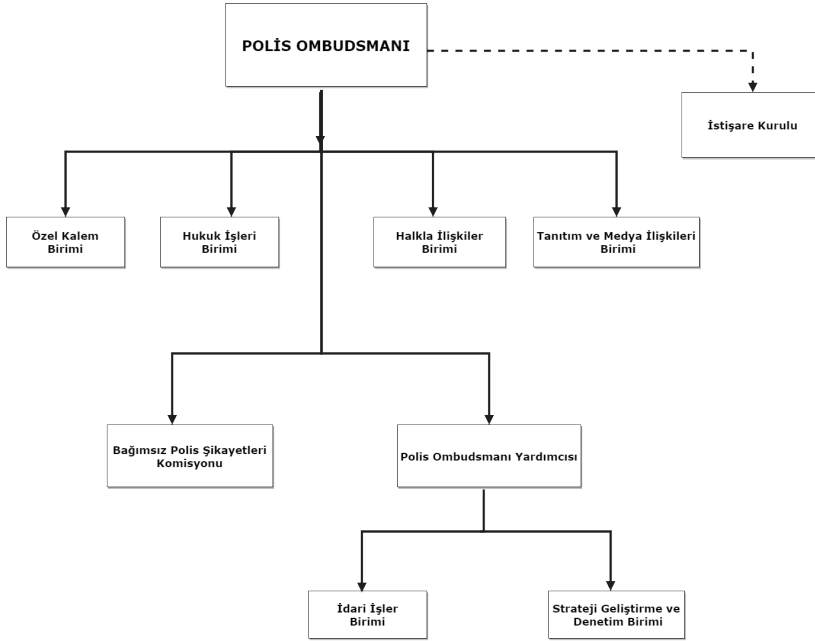 POLİS OMBUDSMANI
İstişare Kurulu
Özel Kalem
Birimi
Hukuk İşleri
Birimi
Halkla İlişkiler
Birimi
Tanıtım ve Medya İlişkileri
Birimi
Bağımsız Polis Şikayetleri
Komisyonu
Polis Ombudsmanı Yardımcısı
İdari İşler
Birimi
Strateji Geliştirme ve
Denetim Birimi